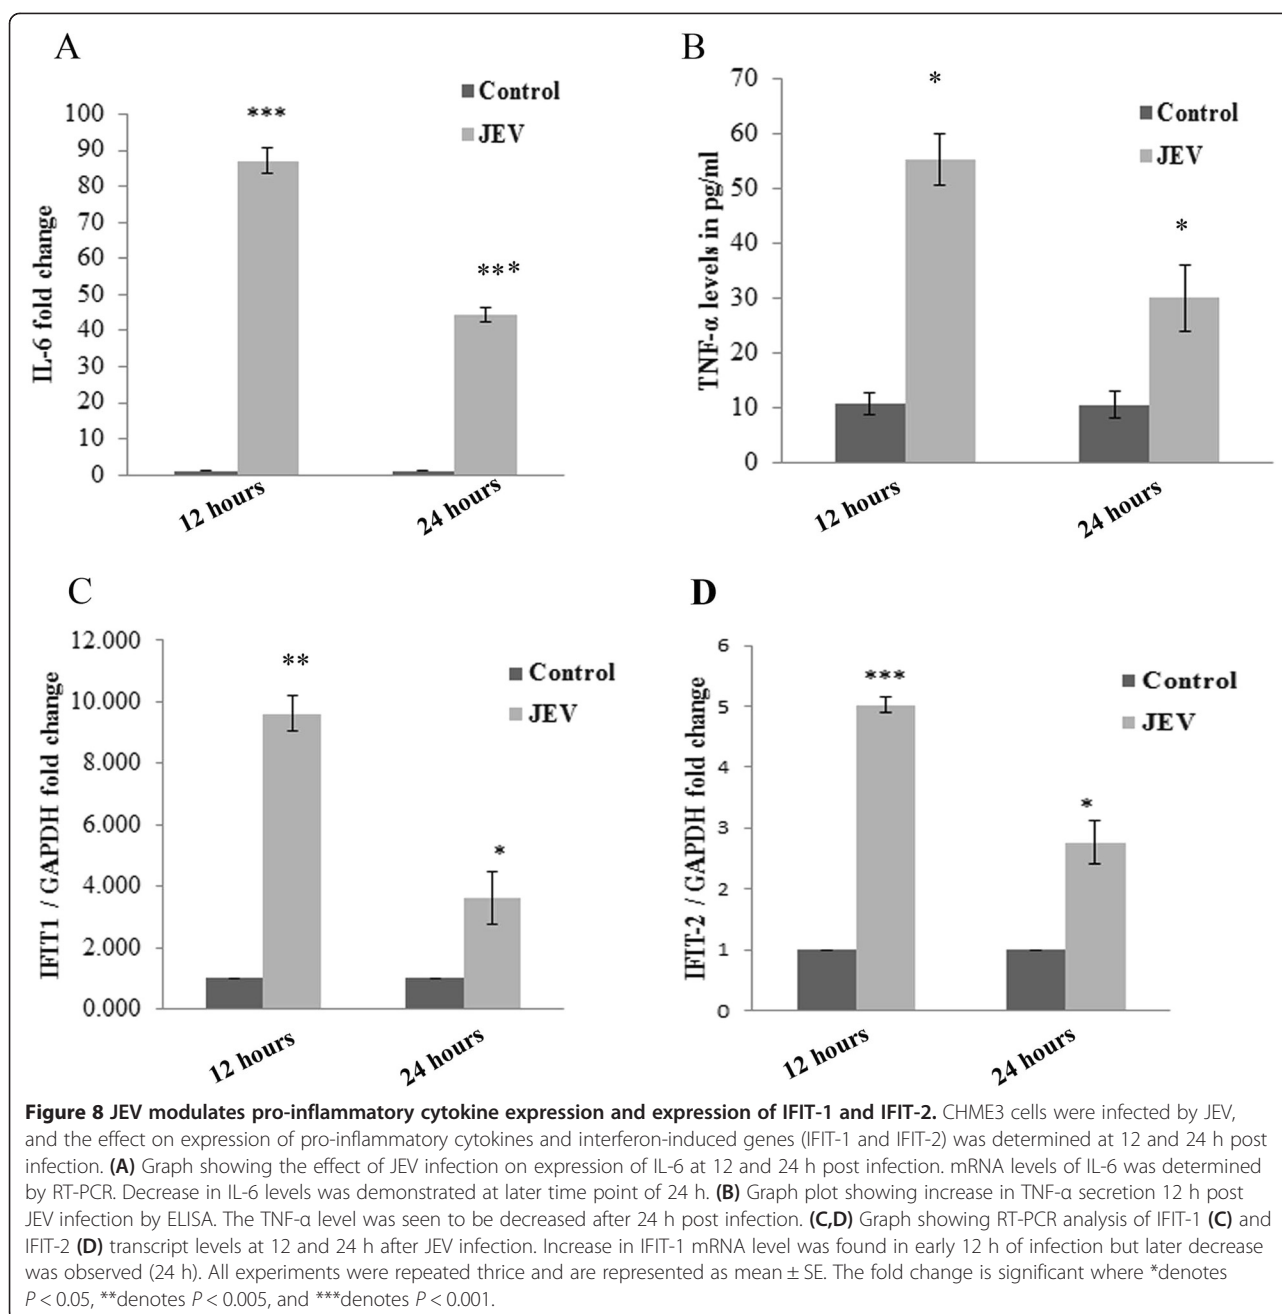 A
IL-6 fold change
100
90
80
70
60
50
40
30
20
10
0
***
***
Control
JEV
12 hours
24 hours
B
TNF-α levels in pg/ml
70
60
50
40
30
20
10
0
*
*
Control
JEV
12 hours
24 hours
C
IFIT1 / GAPDH fold change
12.000
10.000
8.000
6.000
4.000
2.000
0.000
**
*
Control
JEV
12 hours
24 hours
D
IFIT-2 / GAPDH fold change
6
5
4
3
2
1
0
***
*
Control
JEV
12 hours
24 hours
Figure 8 JEV modulates pro-inflammatory cytokine expression and expression of IFIT-1 and IFIT-2. CHME3 cells were infected by JEV,
and the effect on expression of pro-inflammatory cytokines and interferon-induced genes (IFIT-1 and IFIT-2) was determined at 12 and 24 h post
infection. (A) Graph showing the effect of JEV infection on expression of IL-6 at 12 and 24 h post infection. mRNA levels of IL-6 was determined
by RT-PCR. Decrease in IL-6 levels was demonstrated at later time point of 24 h. (B) Graph plot showing increase in TNF-α secretion 12 h post
JEV infection by ELISA. The TNF-α level was seen to be decreased after 24 h post infection. (C,D) Graph showing RT-PCR analysis of IFIT-1 (C) and
IFIT-2 (D) transcript levels at 12 and 24 h after JEV infection. Increase in IFIT-1 mRNA level was found in early 12 h of infection but later decrease
was observed (24 h). All experiments were repeated thrice and are represented as mean ± SE. The fold change is significant where *denotes
P < 0.05, **denotes P < 0.005, and ***denotes P < 0.001.